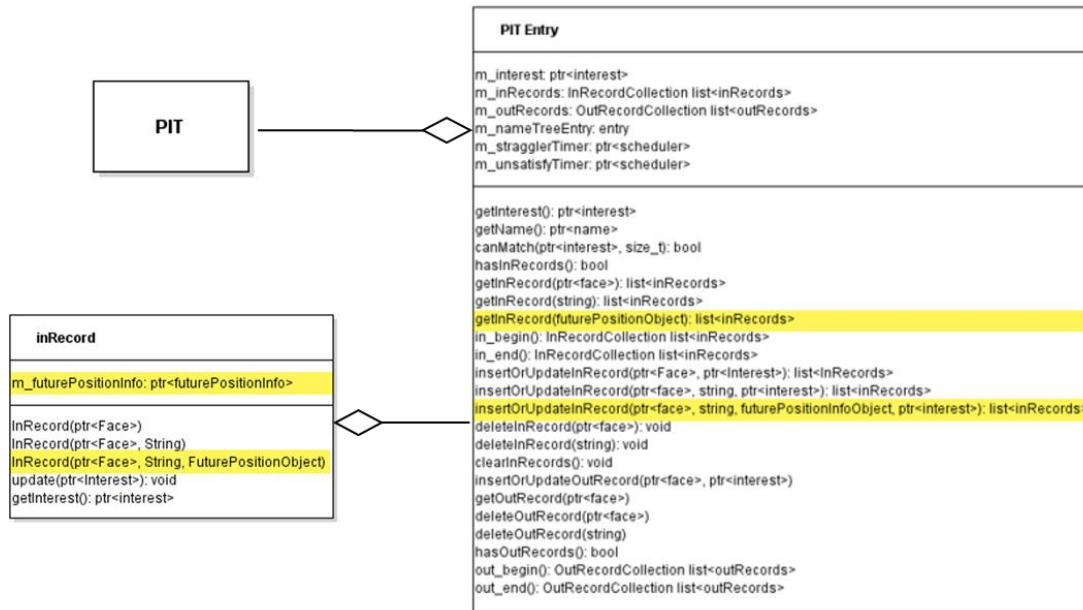 PIT
PIT Entry
m_interest: ptr<interest>
m_inRecords: InRecordCollection list<inRecords>
m_outRecords: OutRecordCollection list<outRecords>
m_nameTreeEntry: entry
m_stragglerTimer: ptr<scheduler>
m_unsatisfyTimer: ptr<scheduler>
getInterest(): ptr<interest>
getName(): ptr<name>
canMatch(ptr<interest>, size_t): bool
hasInRecords(): bool
getInRecord(ptr<face>): list<inRecords>
getInRecord(string): list<inRecords>
getInRecord(futurePositionObject): list<inRecords>
in_begin(): InRecordCollection list<inRecords>
in_end(): InRecordCollection list<inRecords>
insertOrUpdateInRecord(ptr<Face>, ptr<Interest>): list<InRecords>
insertOrUpdateInRecord(ptr<face>, string, ptr<interest>): list<inRecords>
insertOrUpdateInRecord(ptr<face>, string, futurePositionInfoObject, ptr<interest>): list<inRecords>
deleteInRecord(ptr<face>): void
deleteInRecord(string): void
clearInRecords(): void
insertOrUpdateOutRecord(ptr<face>, ptr<interest>)
getOutRecord(ptr<face>)
deleteOutRecord(ptr<face>)
deleteOutRecord(string)
hasOutRecords(): bool
out_begin(): OutRecordCollection list<outRecords>
out_end(): OutRecordCollection list<outRecords>
inRecord
m_futurePositionInfo: ptr<futurePositionInfo>
InRecord(ptr<Face>)
InRecord(ptr<Face>, String)
InRecord(ptr<Face>, String, FuturePositionObject)
update(ptr<Interest>): void
getInterest(): ptr<interest>